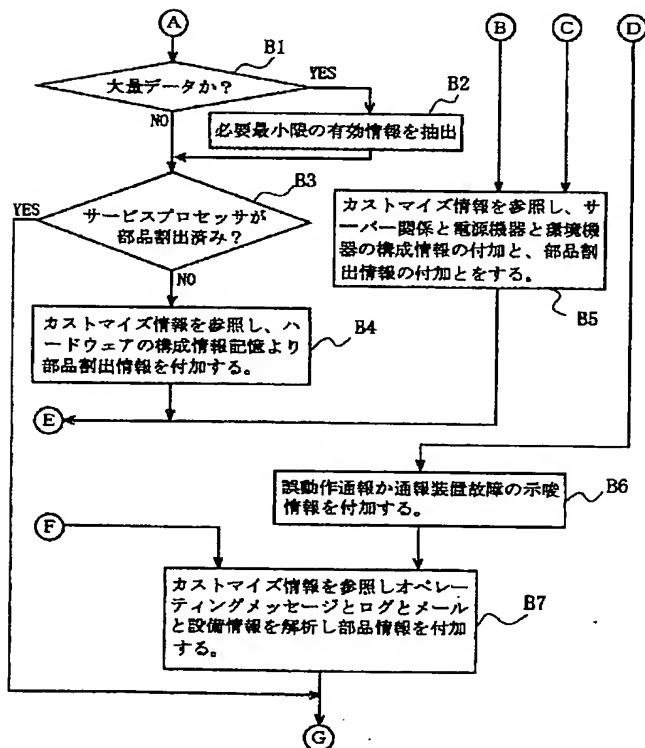 A
B
C
D
B1
大量データか？
YES
B2
NO
必要最小限の有効情報を抽出
B3
YES
サービスプロセッサが
部品割出済み？
NO
カスタマイズ情報を参照し、サ
ーバー関係と電源機器と環境機
器の構成情報の付加と、部品割
出情報の付加とをする。
B5
B4
カストマイズ情報を参照し、ハ
ードウェアの構成情報記憶より
部品割出情報を付加する。
E
B6
誤動作通報か通報装置故障の示唆
情報を付加する。
F
B7
カスタマイズ情報を参照しオペレー
ティングメッセージとログとメール
と設備情報を解析し部品情報を付加
する。
G